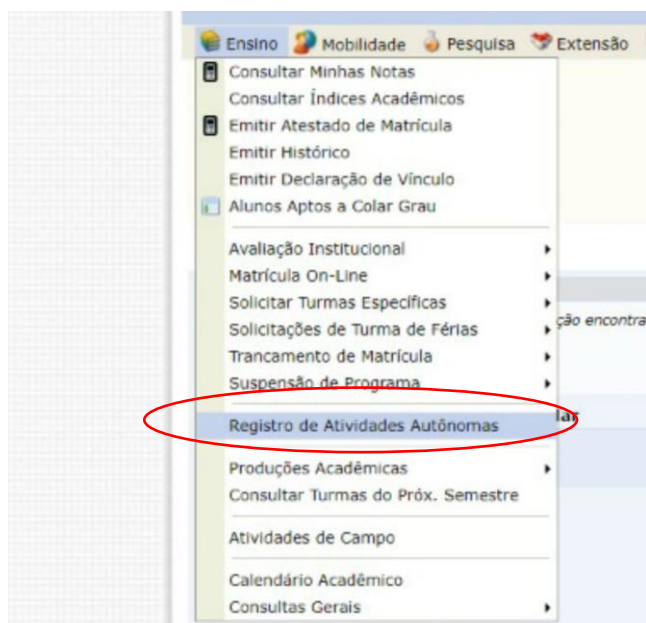 Ensino Mobilidade Pesquisa Extensão
Consultar Minhas Notas
Consultar Índices Acadêmicos
Emitir Atestado de Matrícula
Emitir Histórico
Emitir Declaração de Vínculo
Alunos Aptos a Colar Grau
Avaliação Institucional
Matrícula On-Line
Solicitar Turmas Específicas
Solicitações de Turma de Férias
ção encontra
Trancamento de Matrícula
Suspensão de Programa
lar
Registro de Atividades Autônomas
Produções Acadêmicas
Consultar Turmas do Próx. Semestre
Atividades de Campo
Calendário Acadêmico
Consultas Gerais